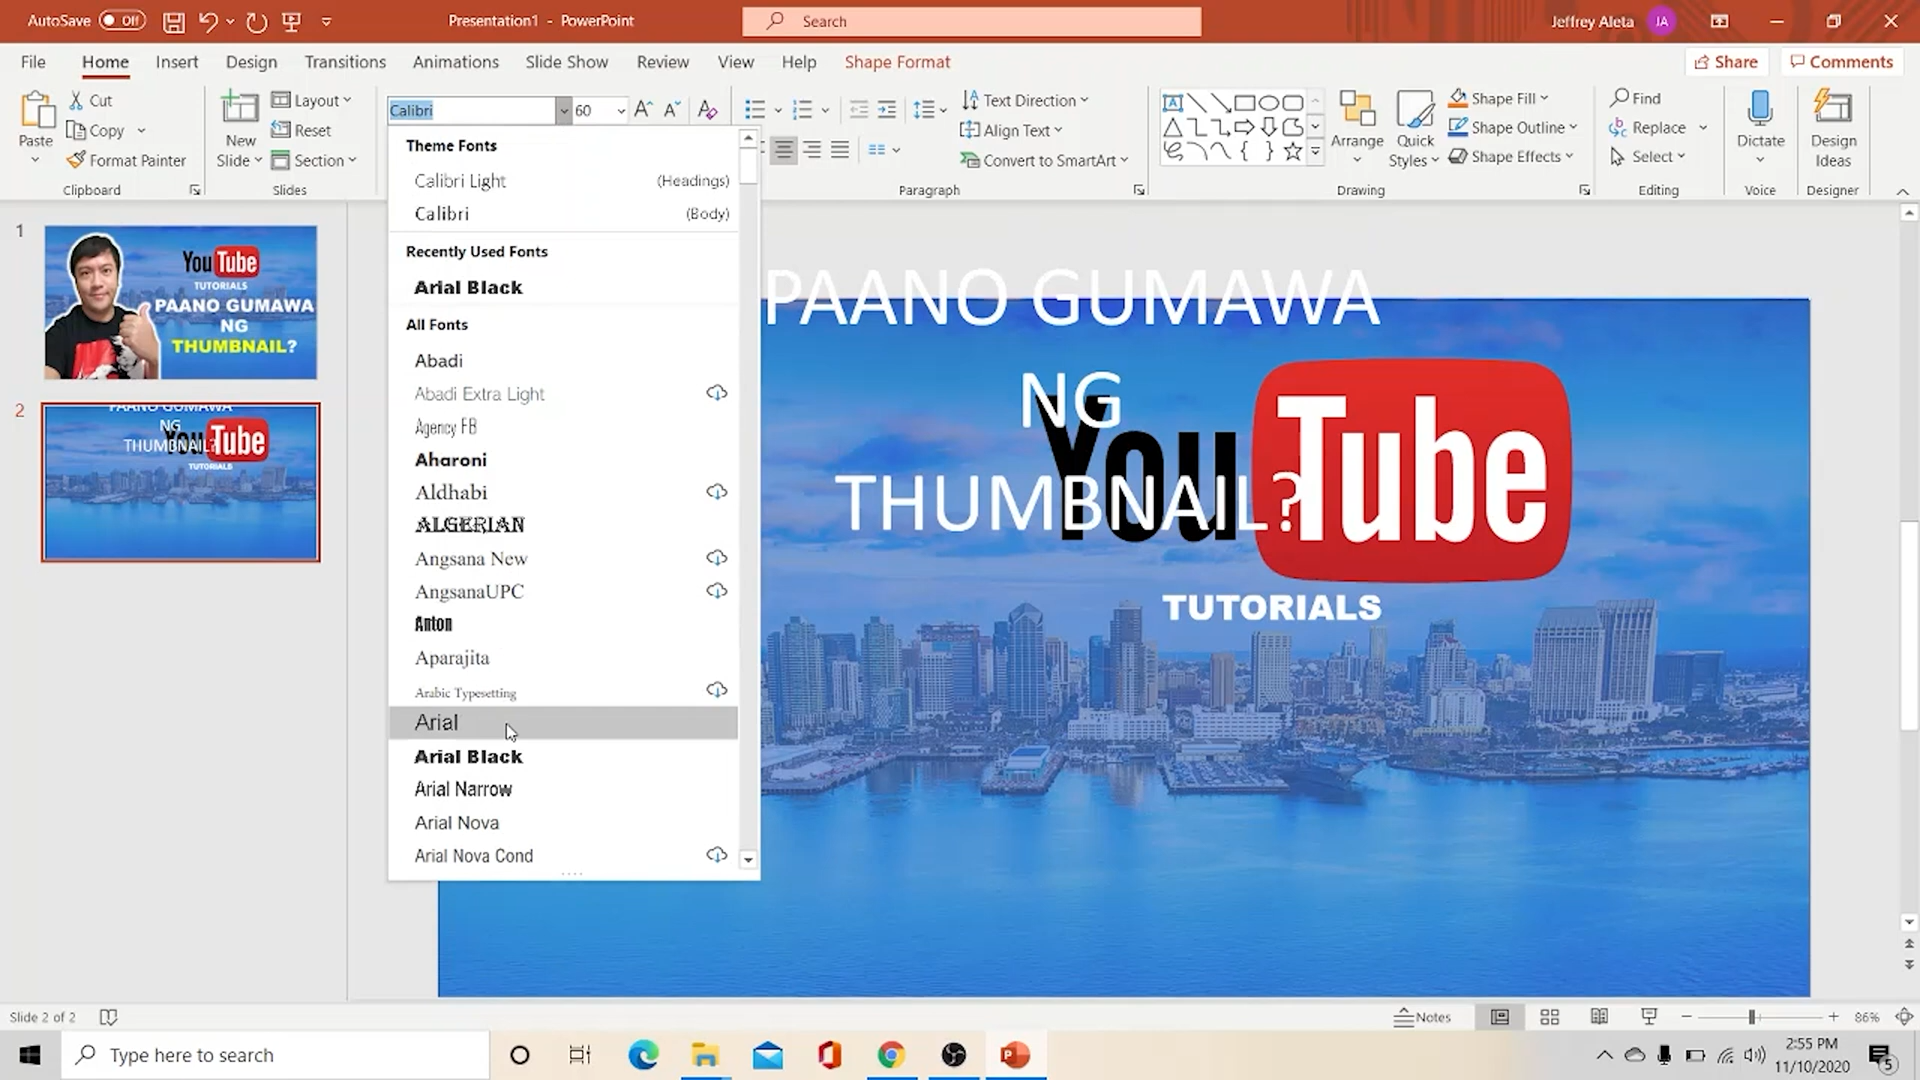 AutoSave Off
Presentation1 - PowerPoint
Search
Jeffrey Aleta JA
File Home Insert Design Transitions Animations Slide Show Review View Help Shape Format
Share Comments
Paste
Cut
Copy
Format Painter
Clipboard
New Slide
Layout
Reset
Section
Slides
Calibri 60
Text Direction
Align Text
Convert to SmartArt
Paragraph
Arrange
Quick Styles
Shape Fill
Shape Outline
Shape Effects
Drawing
Find
Replace
Select
Editing
Dictate
Voice
Design Ideas
Designer
Theme Fonts
Calibri Light (Headings)
Calibri (Body)
Recently Used Fonts
Arial Black
All Fonts
Abadi
Abadi Extra Light
Agency FB
Aharoni
Aldhabi
ALGERIAN
Angsana New
AngsanaUPC
Anton
Aparajita
Arabic Typesetting
Arial
Arial Black
Arial Narrow
Arial Nova
Arial Nova Cond
1
YouTube
TUTORIALS
PAANO GUMAWA
NG
THUMBNAIL?
2
PAANO GUMAWA
NG
THUMBNAIL?
YouTube
TUTORIALS
PAANO GUMAWA
NG
THUMBNAIL?
YouTube
TUTORIALS
Slide 2 of 2
Notes
86%
Type here to search
2:55 PM
11/10/2020
5